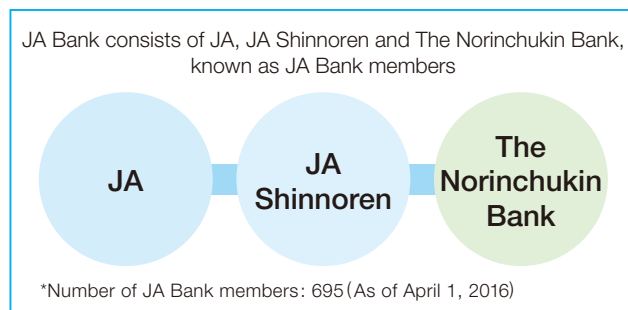 JA Bank consists of JA, JA Shinnoren and The Norinchukin Bank,
known as JA Bank members
JA
JA
Shinnoren
The
Norinchukin
Bank
*Number of JA Bank members: 695 (As of April 1, 2016)